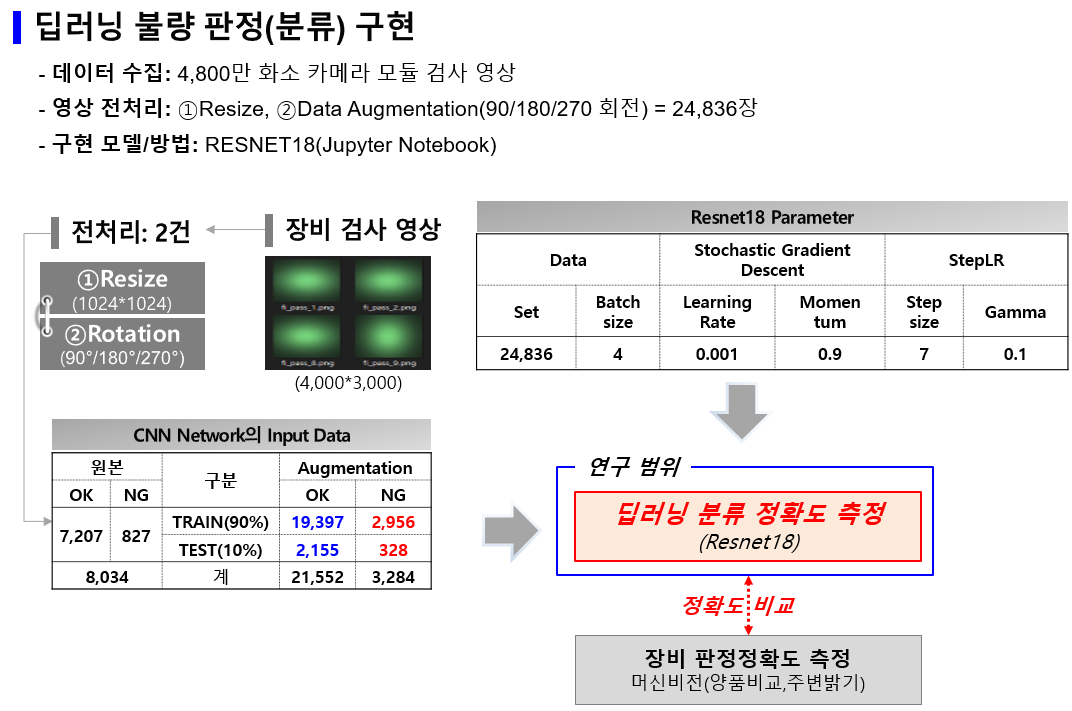 딥러닝 불량 판정(분류) 구현
- 데이터 수집: 4,800만 화소 카메라 모듈 검사 영상
- 영상 전처리: ①Resize, ②Data Augmentation(90/180/270 회전) = 24,836장
- 구현 모델/방법: RESNET18(Jupyter Notebook)
전처리: 2건
①Resize
(1024*1024)
②Rotation
(90°/180°/270°)
장비 검사 영상
fi_pass_1.png fi_pass_2.png
fi_pass_8.png fi_pass_9.png
(4,000*3,000)
Resnet18 Parameter
Data Stochastic Gradient Descent StepLR
Set Batch size Learning Rate Momen tum Step size Gamma
24,836 4 0.001 0.9 7 0.1
CNN Network의 Input Data
원본 구분 Augmentation
OK NG OK NG
7,207 827 TRAIN(90%) 19,397 2,956
TEST(10%) 2,155 328
8,034 계 21,552 3,284
연구 범위
딥러닝 분류 정확도 측정
(Resnet18)
정확도 비교
장비 판정정확도 측정
머신비전(양품비교,주변밝기)